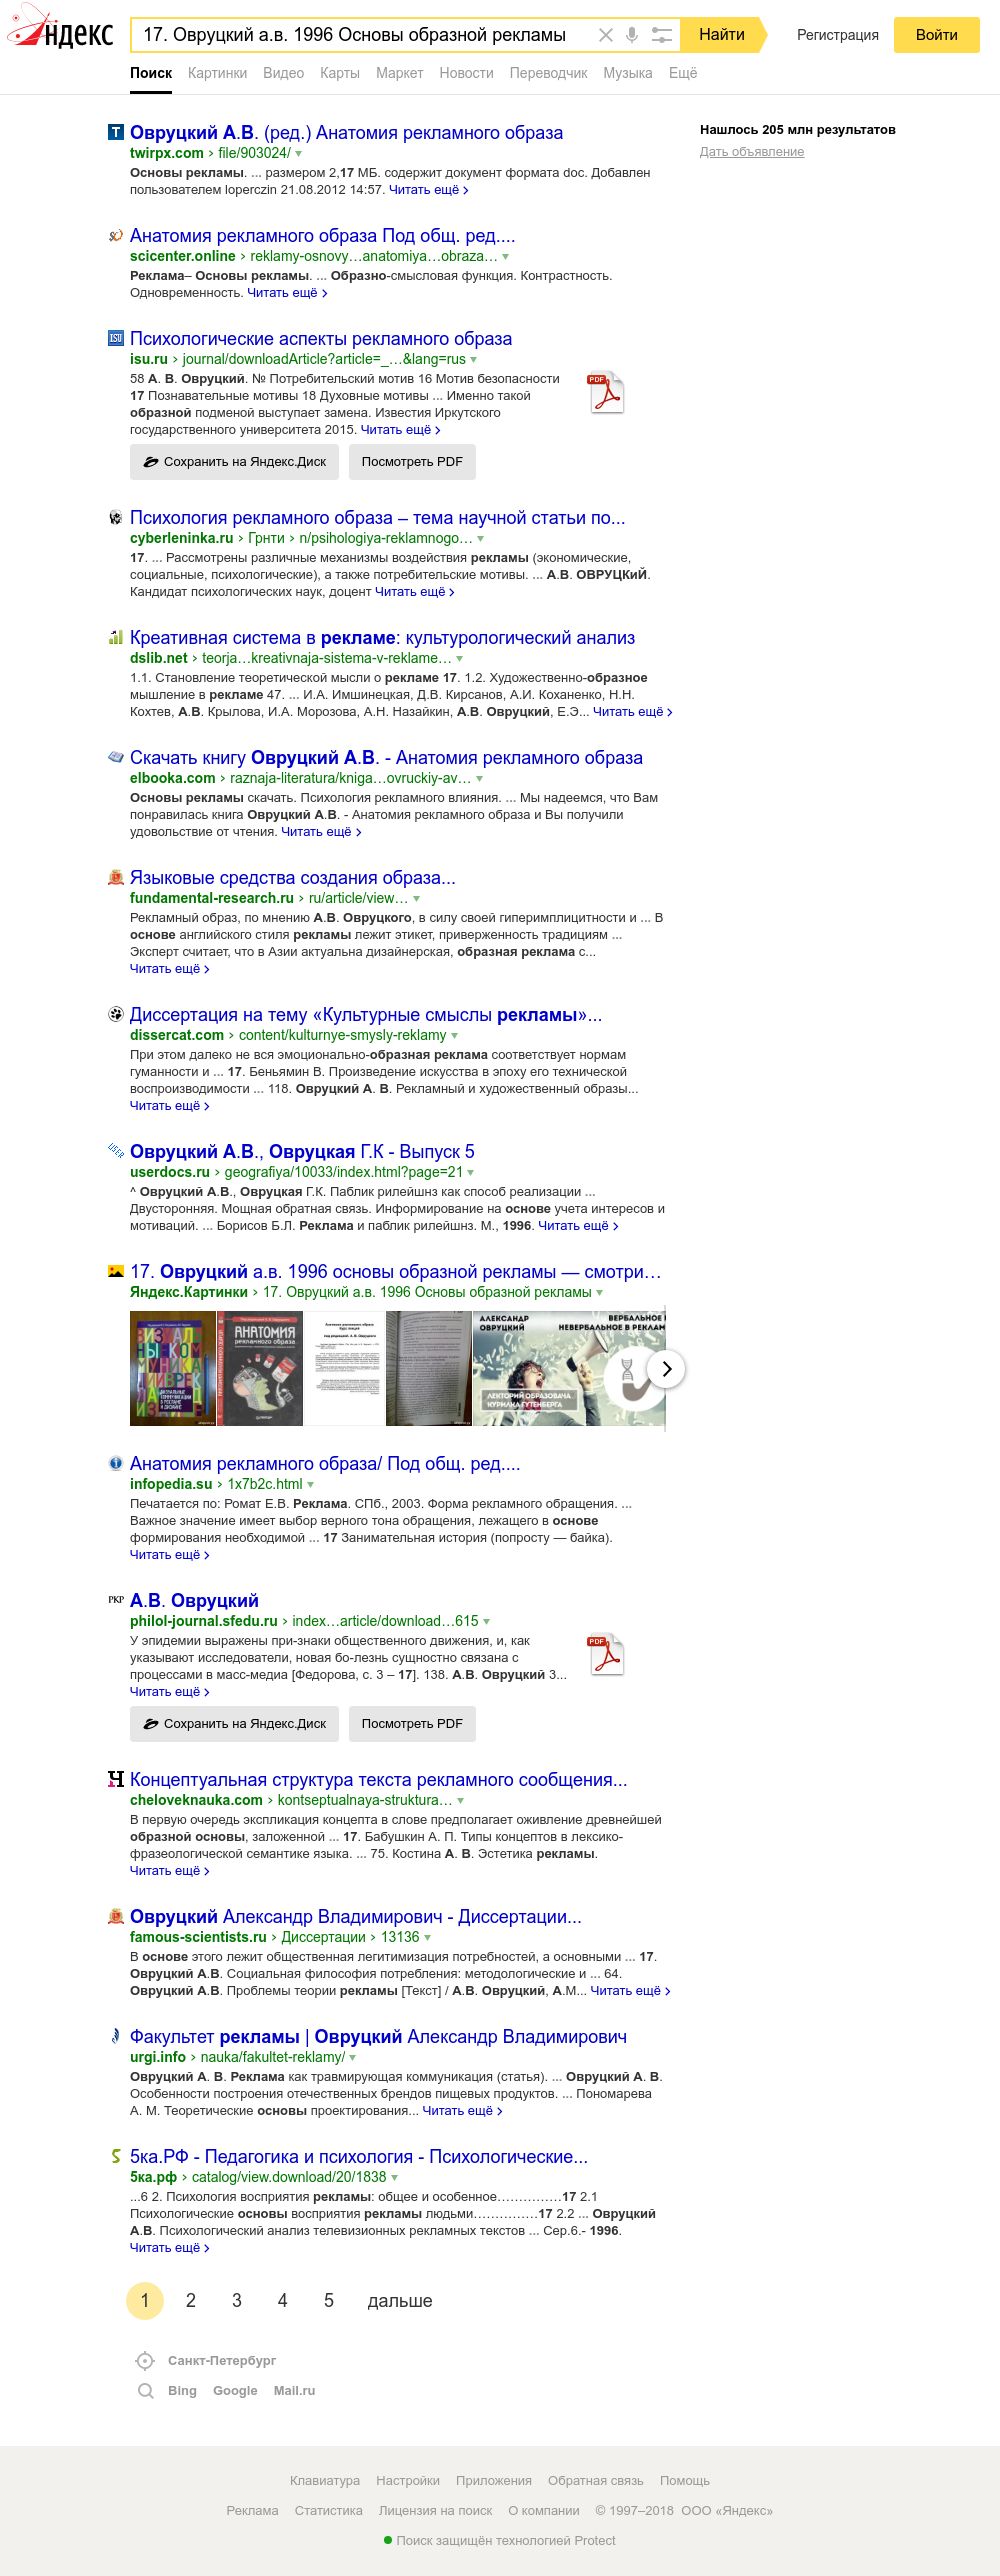 Яндекс
17. Овруцкий а.в. 1996 Основы образной рекламы
Найти
Регистрация
Войти
Поиск Картинки Видео Карты Маркет Новости Переводчик Музыка Ещё
Нашлось 205 млн результатов
Дать объявление
Овруцкий А.В. (ред.) Анатомия рекламного образа
twirpx.com › file/903024/
Основы рекламы. ... размером 2,17 МБ. содержит документ формата doc. Добавлен
пользователем loperczin 21.08.2012 14:57. Читать ещё ›
Анатомия рекламного образа Под общ. ред....
scicenter.online › reklamy-osnovy…anatomiya…obraza…
Реклама– Основы рекламы. ... Образно-смысловая функция. Контрастность.
Одновременность. Читать ещё ›
Психологические аспекты рекламного образа
isu.ru › journal/downloadArticle?article=_…&lang=rus
58 А. В. Овруцкий. № Потребительский мотив 16 Мотив безопасности
17 Познавательные мотивы 18 Духовные мотивы ... Именно такой
образной подменой выступает замена. Известия Иркутского
государственного университета 2015. Читать ещё ›
PDF
Сохранить на Яндекс.Диск
Посмотреть PDF
Психология рекламного образа – тема научной статьи по...
cyberleninka.ru › Грнти › n/psihologiya-reklamnogo…
17. ... Рассмотрены различные механизмы воздействия рекламы (экономические,
социальные, психологические), а также потребительские мотивы. ... А.В. ОВРУЦКиЙ.
Кандидат психологических наук, доцент Читать ещё ›
Креативная система в рекламе: культурологический анализ
dslib.net › teorja…kreativnaja-sistema-v-reklame…
1.1. Становление теоретической мысли о рекламе 17. 1.2. Художественно-образное
мышление в рекламе 47. ... И.А. Имшинецкая, Д.В. Кирсанов, А.И. Коханенко, Н.Н.
Кохтев, А.В. Крылова, И.А. Морозова, А.Н. Назайкин, А.В. Овруцкий, Е.Э... Читать ещё ›
Скачать книгу Овруцкий А.В. - Анатомия рекламного образа
elbooka.com › raznaja-literatura/kniga…ovruckiy-av…
Основы рекламы скачать. Психология рекламного влияния. ... Мы надеемся, что Вам
понравилась книга Овруцкий А.В. - Анатомия рекламного образа и Вы получили
удовольствие от чтения. Читать ещё ›
Языковые средства создания образа...
fundamental-research.ru › ru/article/view…
Рекламный образ, по мнению А.В. Овруцкого, в силу своей гиперимплицитности и ... В
основе английского стиля рекламы лежит этикет, приверженность традициям ...
Эксперт считает, что в Азии актуальна дизайнерская, образная реклама с...
Читать ещё ›
Диссертация на тему «Культурные смыслы рекламы»...
dissercat.com › content/kulturnye-smysly-reklamy
При этом далеко не вся эмоционально-образная реклама соответствует нормам
гуманности и ... 17. Беньямин В. Произведение искусства в эпоху его технической
воспроизводимости ... 118. Овруцкий А. В. Рекламный и художественный образы...
Читать ещё ›
Овруцкий А.В., Овруцкая Г.К - Выпуск 5
userdocs.ru › geografiya/10033/index.html?page=21
^ Овруцкий А.В., Овруцкая Г.К. Паблик рилейшнз как способ реализации ...
Двусторонняя. Мощная обратная связь. Информирование на основе учета интересов и
мотиваций. ... Борисов Б.Л. Реклама и паблик рилейшнз. М., 1996. Читать ещё ›
17. Овруцкий а.в. 1996 основы образной рекламы — смотри…
Яндекс.Картинки › 17. Овруцкий а.в. 1996 Основы образной рекламы
АНАТОМИЯ
рекламного образа
АЛЕКСАНДР
ОВРУЦКИЙ
ВЕРБАЛЬНОЕ
НЕВЕРБАЛЬНОЕ В РЕКЛАМ
ЛЕКТОРИЙ ОБРАЗОВАЧА
КУРИЛКА ГУТЕНБЕРГА
Анатомия рекламного образа/ Под общ. ред....
infopedia.su › 1x7b2c.html
Печатается по: Ромат Е.В. Реклама. СПб., 2003. Форма рекламного обращения. ...
Важное значение имеет выбор верного тона обращения, лежащего в основе
формирования необходимой ... 17 Занимательная история (попросту — байка).
Читать ещё ›
А.В. Овруцкий
philol-journal.sfedu.ru › index…article/download…615
У эпидемии выражены при-знаки общественного движения, и, как
указывают исследователи, новая бо-лезнь сущностно связана с
процессами в масс-медиа [Федорова, с. 3 – 17]. 138. А.В. Овруцкий 3...
Читать ещё ›
PDF
Сохранить на Яндекс.Диск
Посмотреть PDF
Концептуальная структура текста рекламного сообщения...
cheloveknauka.com › kontseptualnaya-struktura…
В первую очередь экспликация концепта в слове предполагает оживление древнейшей
образной основы, заложенной ... 17. Бабушкин А. П. Типы концептов в лексико-
фразеологической семантике языка. ... 75. Костина А. В. Эстетика рекламы.
Читать ещё ›
Овруцкий Александр Владимирович - Диссертации...
famous-scientists.ru › Диссертации › 13136
В основе этого лежит общественная легитимизация потребностей, а основными ... 17.
Овруцкий А.В. Социальная философия потребления: методологические и ... 64.
Овруцкий А.В. Проблемы теории рекламы [Текст] / А.В. Овруцкий, А.М... Читать ещё ›
Факультет рекламы | Овруцкий Александр Владимирович
urgi.info › nauka/fakultet-reklamy/
Овруцкий А. В. Реклама как травмирующая коммуникация (статья). ... Овруцкий А. В.
Особенности построения отечественных брендов пищевых продуктов. ... Пономарева
А. М. Теоретические основы проектирования... Читать ещё ›
5ка.РФ - Педагогика и психология - Психологические...
5ка.рф › catalog/view.download/20/1838
...6 2. Психология восприятия рекламы: общее и особенное……………17 2.1
Психологические основы восприятия рекламы людьми……………17 2.2 ... Овруцкий
А.В. Психологический анализ телевизионных рекламных текстов ... Сер.6.- 1996.
Читать ещё ›
1 2 3 4 5 дальше
Санкт-Петербург
Bing Google Mail.ru
Клавиатура Настройки Приложения Обратная связь Помощь
Реклама Статистика Лицензия на поиск О компании © 1997–2018 ООО «Яндекс»
Поиск защищён технологией Protect